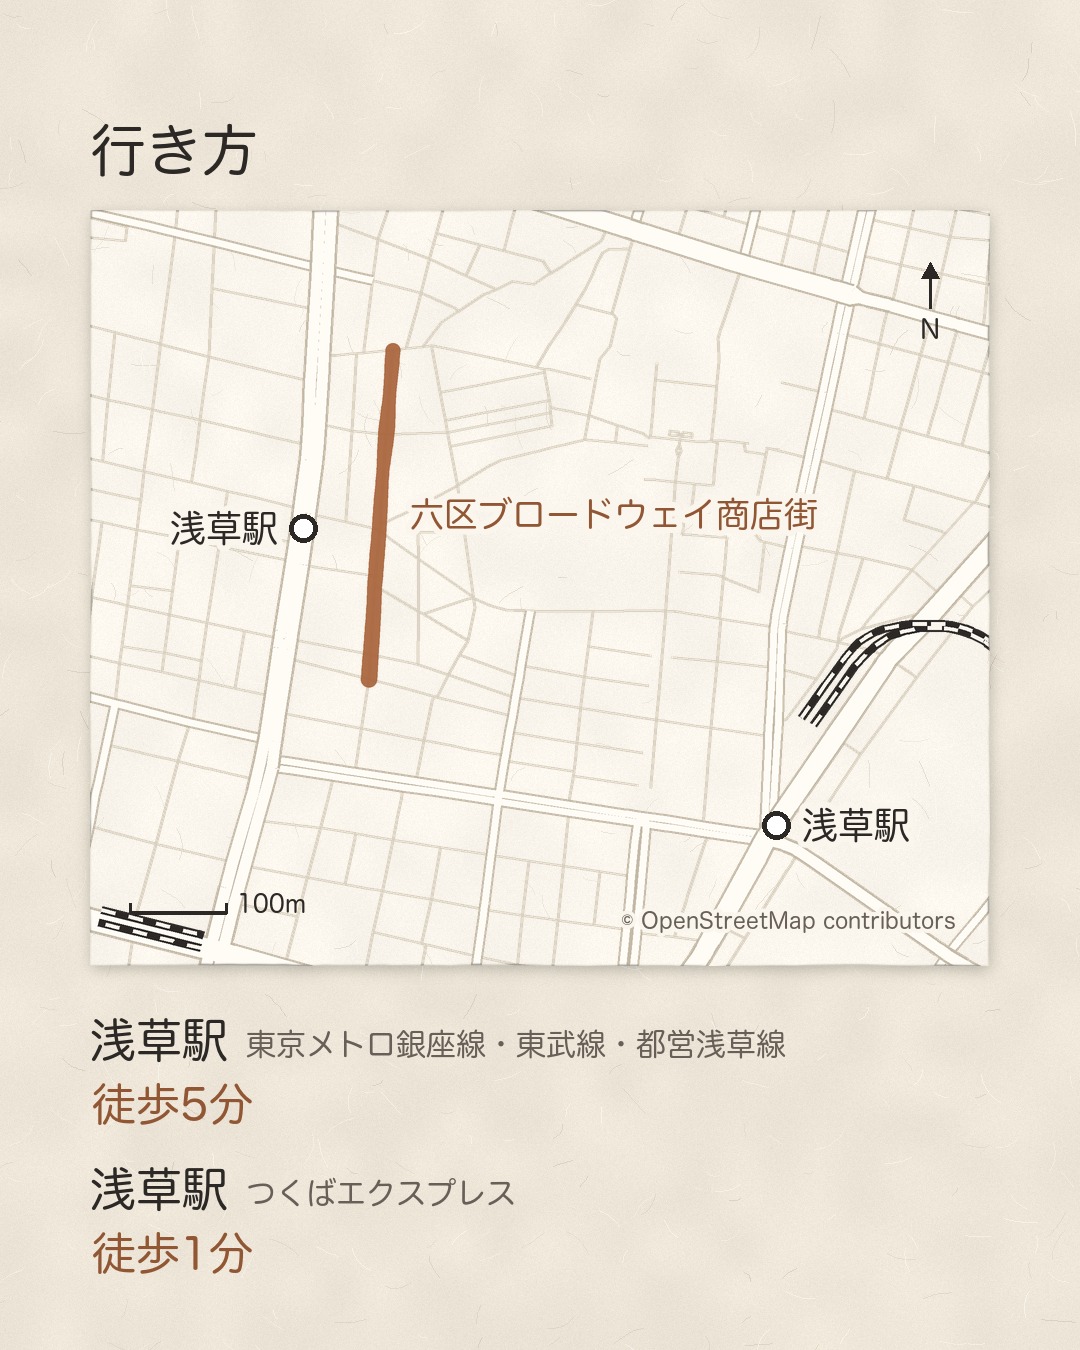 行き方
N
六区ブロードウェイ商店街
浅草駅
浅草駅
100m
© OpenStreetMap contributors
浅草駅 東京メトロ銀座線・東武線・都営浅草線
徒歩5分
浅草駅 つくばエクスプレス
徒歩1分